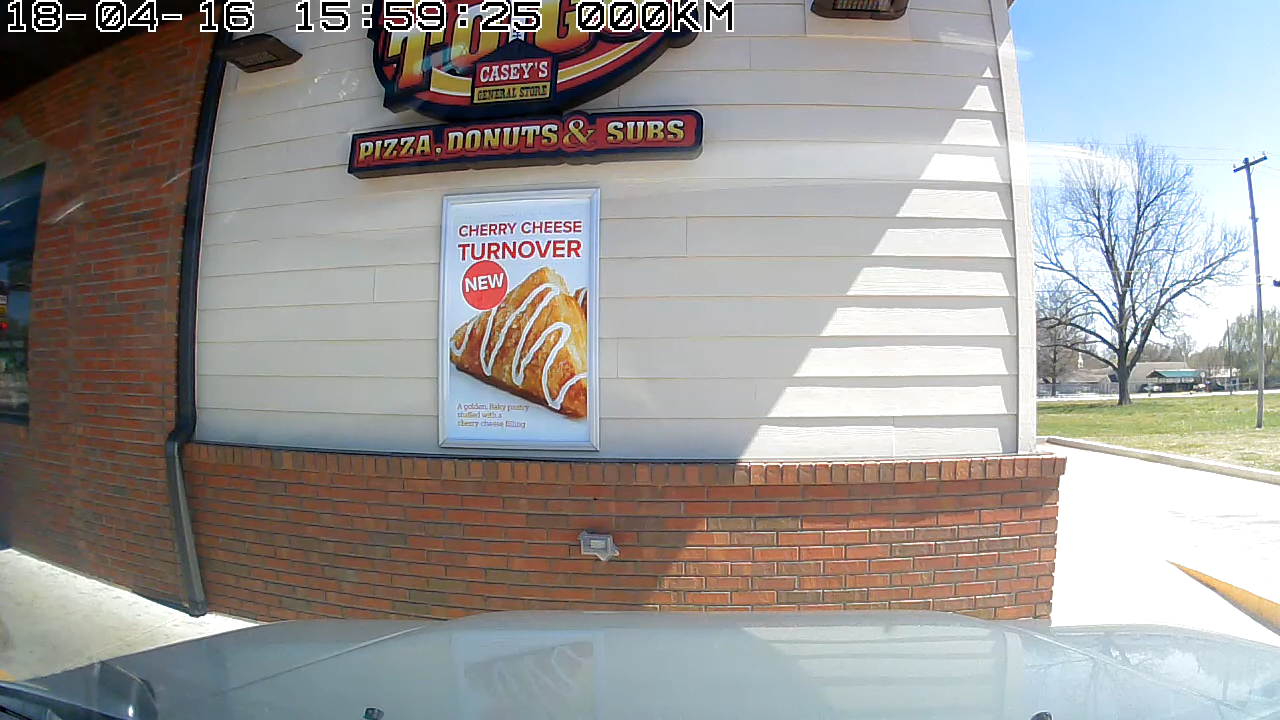 18-04-16 15:59:25 000KM
CASEY'S
GENERAL STORE
PIZZA, DONUTS & SUBS
CHERRY CHEESE
TURNOVER
NEW
A golden, flaky pastry
stuffed with a
cherry cheese filling